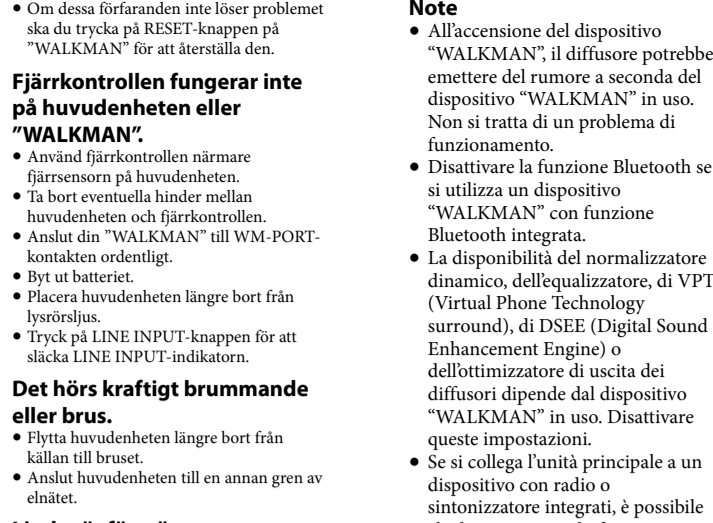 • Om dessa förfaranden inte löser problemet
ska du trycka på RESET-knappen på
”WALKMAN” för att återställa den.
Fjärrkontrollen fungerar inte
på huvudenheten eller
”WALKMAN”.
• Använd fjärrkontrollen närmare
fjärrsensorn på huvudenheten.
• Ta bort eventuella hinder mellan
huvudenheten och fjärrkontrollen.
• Anslut din ”WALKMAN” till WM-PORT-
kontakten ordentligt.
• Byt ut batteriet.
• Placera huvudenheten längre bort från
lysrörsljus.
• Tryck på LINE INPUT-knappen för att
släcka LINE INPUT-indikatorn.
Det hörs kraftigt brummande
eller brus.
• Flytta huvudenheten längre bort från
källan till bruset.
• Anslut huvudenheten till en annan gren av
elnätet.
Note
• All’accensione del dispositivo
“WALKMAN”, il diffusore potrebbe
emettere del rumore a seconda del
dispositivo “WALKMAN” in uso.
Non si tratta di un problema di
funzionamento.
• Disattivare la funzione Bluetooth se
si utilizza un dispositivo
“WALKMAN” con funzione
Bluetooth integrata.
• La disponibilità del normalizzatore
dinamico, dell’equalizzatore, di VPT
(Virtual Phone Technology
surround), di DSEE (Digital Sound
Enhancement Engine) o
dell’ottimizzatore di uscita dei
diffusori dipende dal dispositivo
“WALKMAN” in uso. Disattivare
queste impostazioni.
• Se si collega l’unità principale a un
dispositivo con radio o
sintonizzatore integrati, è possibile